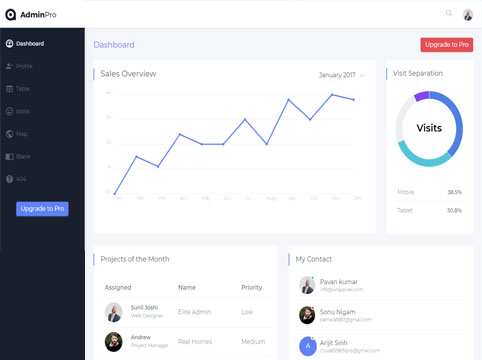 AdminPro
Dashboard
Profile
Table
Icons
Map
Blank
404
Upgrade to Pro
Dashboard
Upgrade to Pro
Sales Overview
January 2017
Jan Feb Mar Apr May Jun Jul Aug Sep Oct Nov Dec
Visit Separation
Visits
Mobile 38.5%
Tablet 30.8%
Projects of the Month
Assigned Name Priority
Sunil Joshi
Web Designer
Elite Admin Low
Andrew
Project Manager
Real Homes Medium
My Contact
Pavan kumar
info@wrappixel.com
Sonu Nigam
pamela1987@gmail.com
A
Arijit Sinh